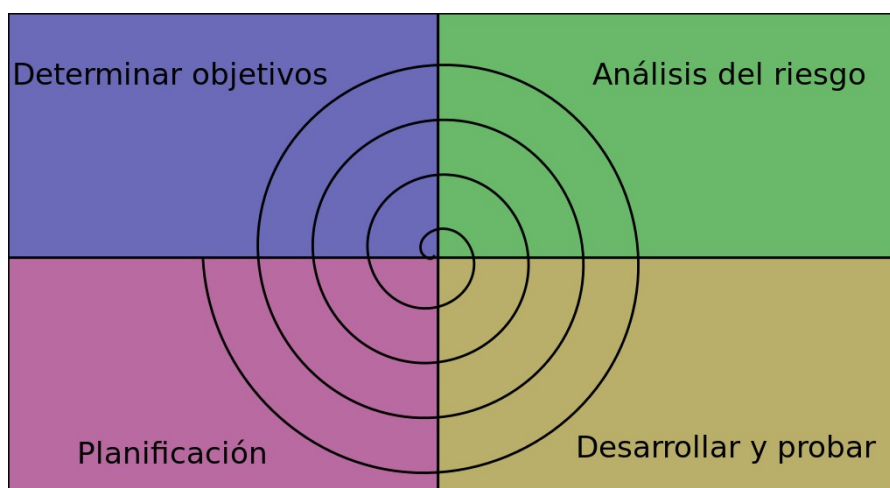 Determinar objetivos
Análisis del riesgo
Planificación
Desarrollar y probar